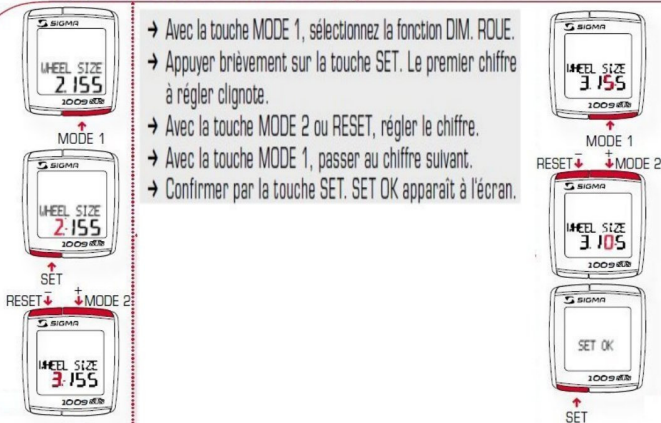 SIGMA
WHEEL SIZE
2.155
1009
MODE 1
SIGMA
WHEEL SIZE
2.155
1009
SET
RESET - + MODE 2
SIGMA
WHEEL SIZE
3.155
1009
→ Avec la touche MODE 1, sélectionnez la fonction DIM. ROUE.
→ Appuyer brièvement sur la touche SET. Le premier chiffre
à régler clignote.
→ Avec la touche MODE 2 ou RESET, régler le chiffre.
→ Avec la touche MODE 1, passer au chiffre suivant.
→ Confirmer par la touche SET. SET OK apparaît à l'écran.
SIGMA
WHEEL SIZE
3.155
1009
MODE 1
RESET - + MODE 2
WHEEL SIZE
3.105
1009
SIGMA
SET OK
1009
SET